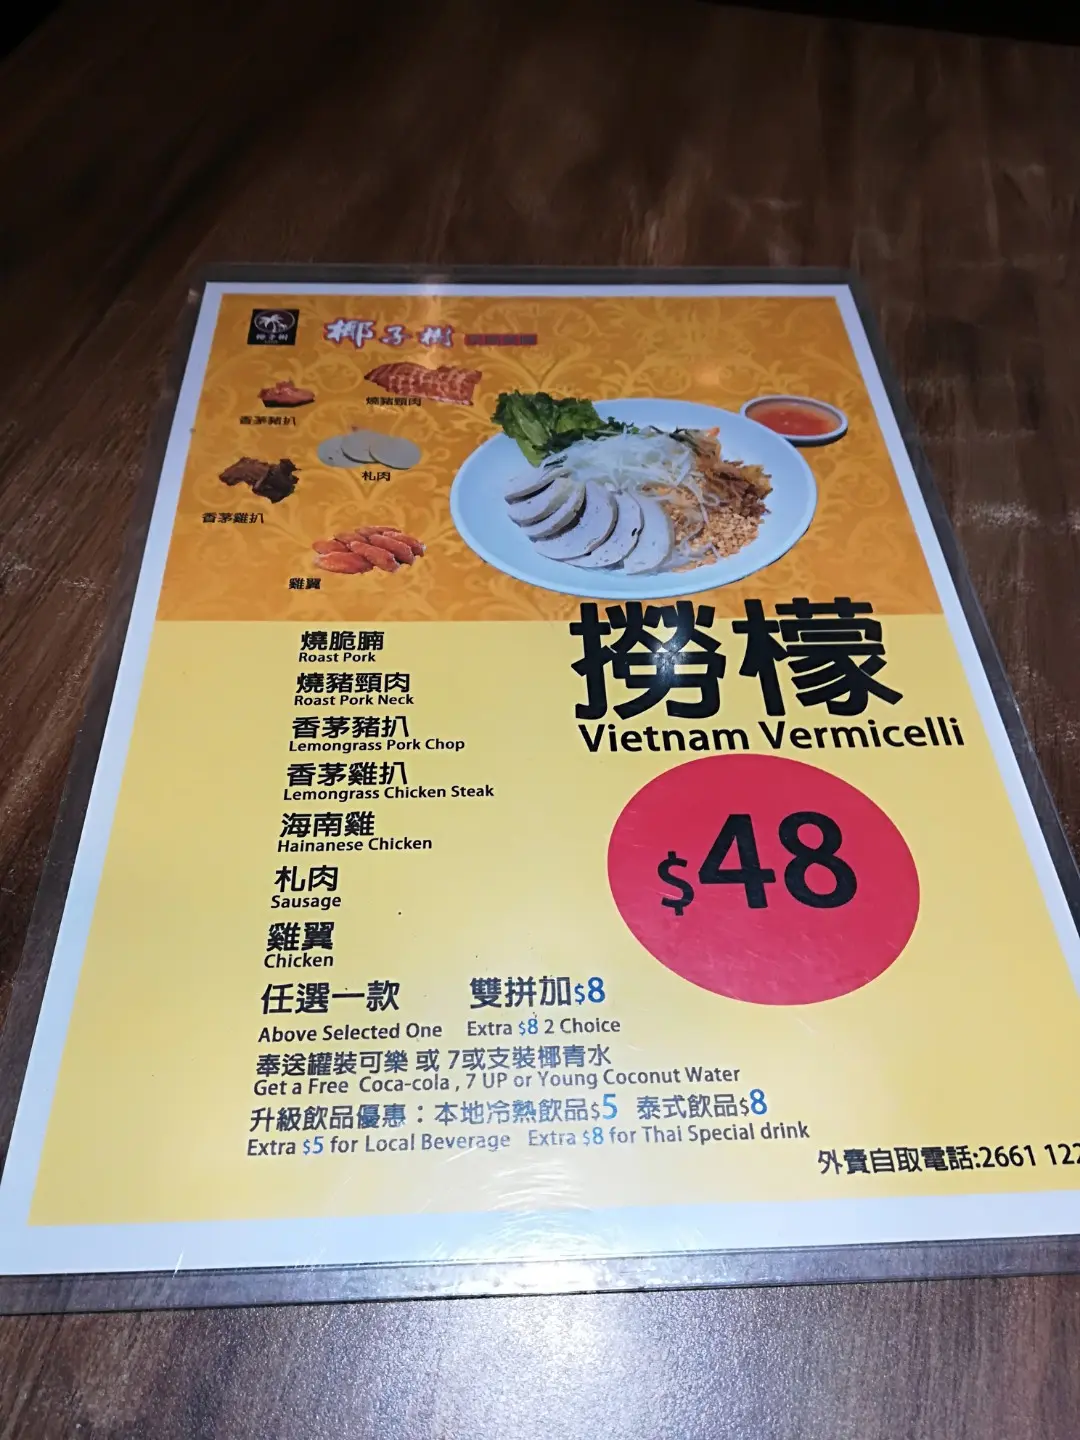 椰子樹
椰子樹
燒豬頸肉
香茅豬扒
札肉
香茅雞扒
雞翼
撈檬
Vietnam Vermicelli
$48
燒脆腩
Roast Pork
燒豬頸肉
Roast Pork Neck
香茅豬扒
Lemongrass Pork Chop
香茅雞扒
Lemongrass Chicken Steak
海南雞
Hainanese Chicken
札肉
Sausage
雞翼
Chicken
任選一款 雙拼加$8
Above Selected One Extra $8 2 Choice
奉送罐裝可樂 或 7或支裝椰青水
Get a Free Coca-cola , 7 UP or Young Coconut Water
升級飲品優惠：本地冷熱飲品$5 泰式飲品$8
Extra $5 for Local Beverage Extra $8 for Thai Special drink
外賣自取電話:2661 122